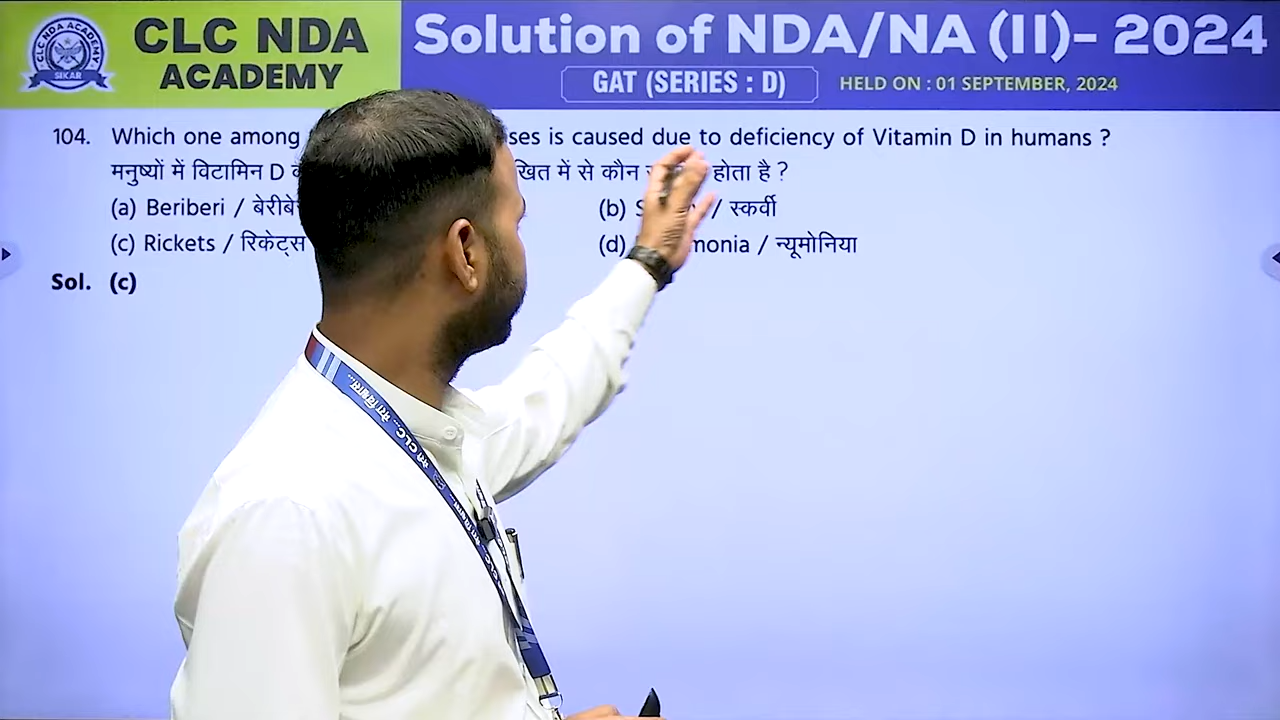 CLC NDA ACADEMY
SIKAR
CLC NDA
ACADEMY
Solution of NDA/NA (II)- 2024
GAT (SERIES : D)
HELD ON : 01 SEPTEMBER, 2024
104. Which one among ses is caused due to deficiency of Vitamin D in humans ?
मनुष्यों में विटामिन D में से कौन होता है ?
(a) Beriberi /
(b) / स्कर्वी
(c) Rickets / रिकेट्स
(d) / न्यूमोनिया
Sol. (c)